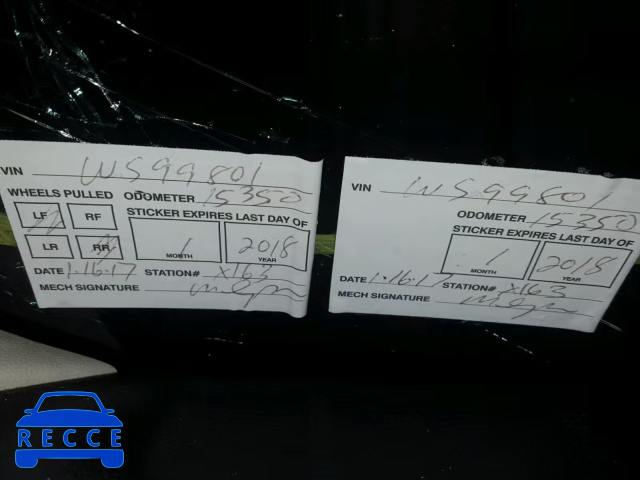 VIN WS99801
WHEELS PULLED ODOMETER 15350
LF RF STICKER EXPIRES LAST DAY OF
LR RR 1 2018
MONTH YEAR
DATE 1·16·17 STATION# X163
MECH SIGNATURE
VIN WS99801
ODOMETER 15350
STICKER EXPIRES LAST DAY OF
1 2018
MONTH YEAR
DATE 1·16·17 STATION# X163
MECH SIGNATURE
RECCE